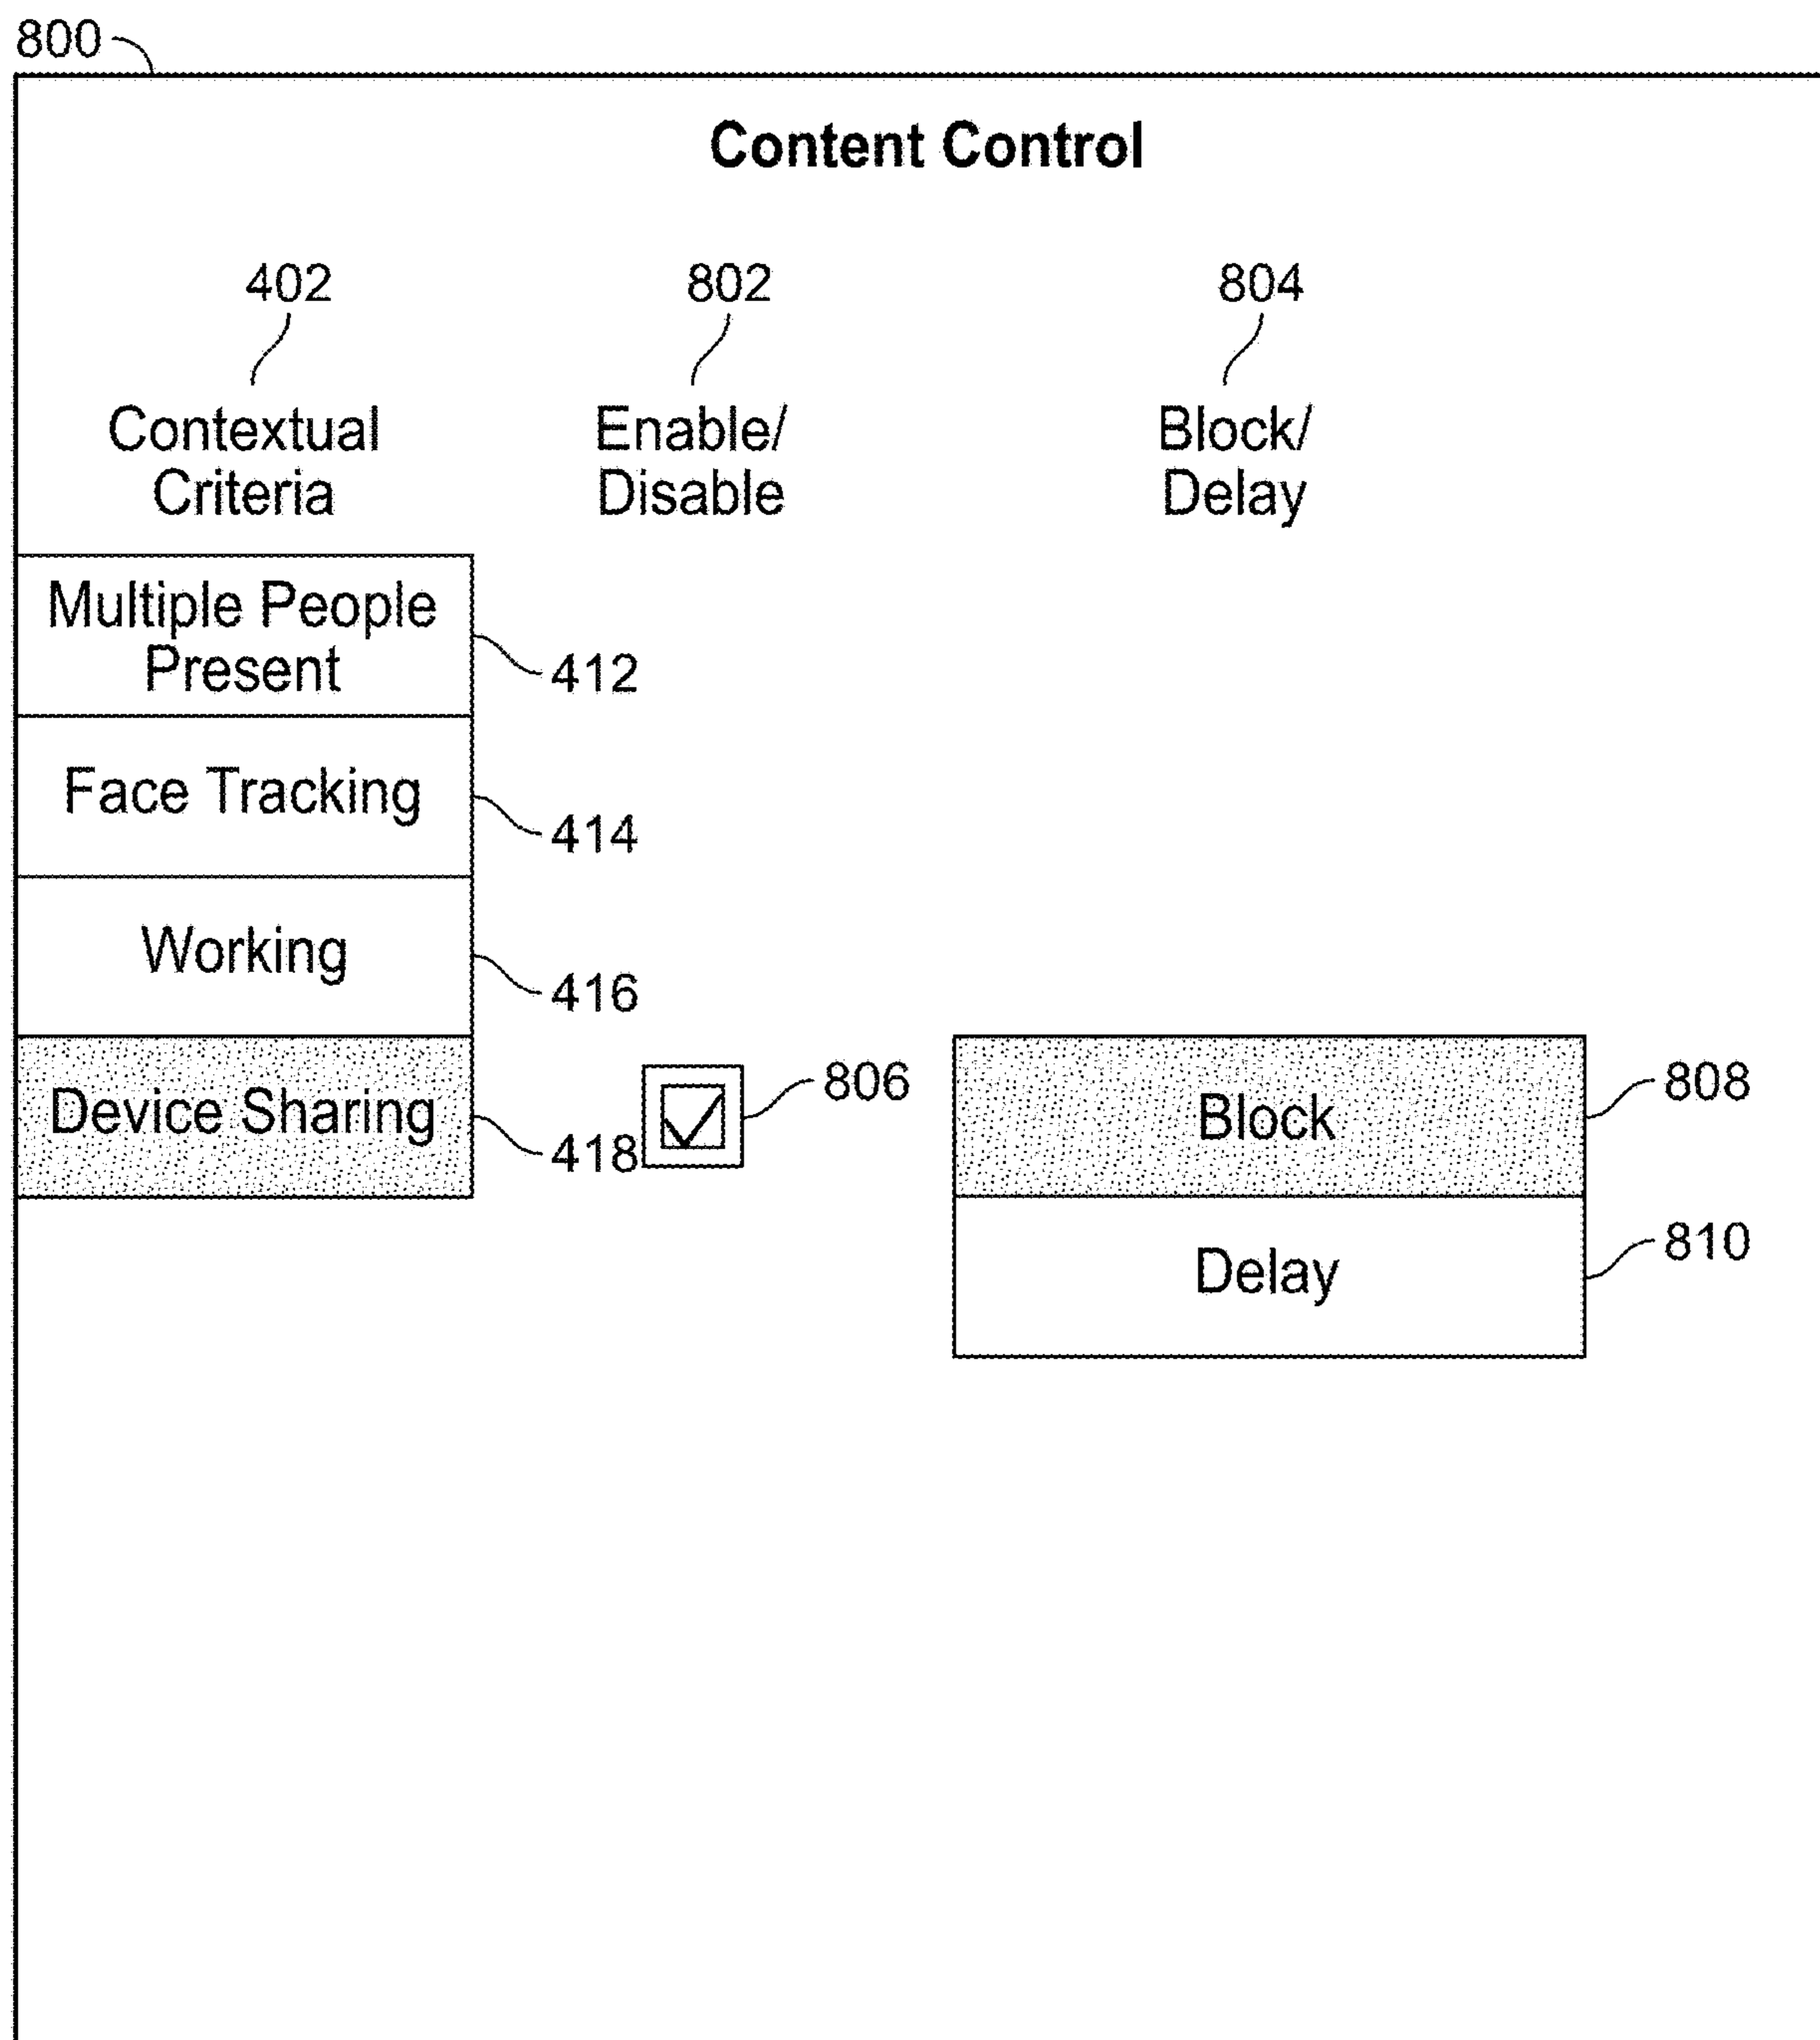 800
Content Control
402
802
804
Contextual
Criteria
Enable/
Disable
Block/
Delay
Multiple People
Present
412
Face Tracking
414
Working
416
Device Sharing
418
806
Block
808
Delay
810